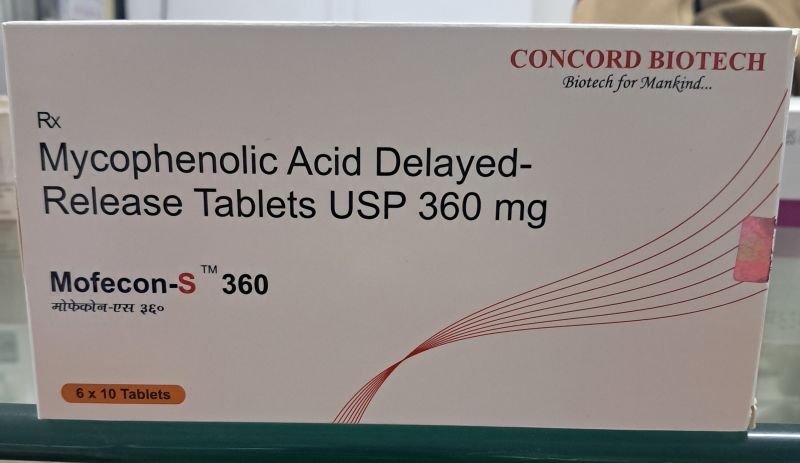 CONCORD BIOTECH
Biotech for Mankind...
Rx
Mycophenolic Acid Delayed-
Release Tablets USP 360 mg
Mofecon-S™ 360
मोफेकोन-एस ३६०
6 x 10 Tablets